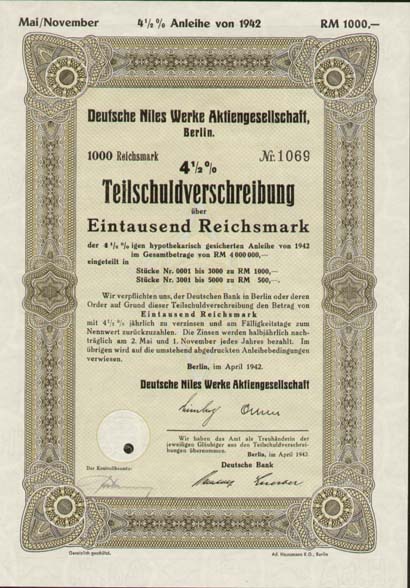 Mai/November 4½% Anleihe von 1942 RM 1000,—
Deutsche Niles Werke Aktiengesellschaft,
Berlin.
1000 Reichsmark Nr. 1069
4½%
Teilschuldverschreibung
über
Eintausend Reichsmark
der 4½%igen hypothekarisch gesicherten Anleihe von 1942
im Gesamtbetrage von RM 4000000,—
eingeteilt in
Stücke Nr. 0001 bis 3000 zu RM 1000,—
Stücke Nr. 3001 bis 5000 zu RM 500,—.
Wir verpflichten uns, der Deutschen Bank in Berlin oder deren
Order auf Grund dieser Teilschuldverschreibung den Betrag von
Eintausend Reichsmark
mit 4½% jährlich zu verzinsen und am Fälligkeitstage zum
Nennwert zurückzuzahlen. Die Zinsen werden halbjährlich nach-
träglich am 2. Mai und 1. November jedes Jahres bezahlt. Im
übrigen wird auf die umstehend abgedruckten Anleihebedingungen
verwiesen.
Berlin, im April 1942.
Deutsche Niles Werke Aktiengesellschaft
Wir haben das Amt als Treuhänderin der
jeweiligen Gläubiger aus den Teilschuldverschrei-
bungen übernommen.
Berlin, im April 1942.
Der Kontrollbeamte:
Deutsche Bank
Gesetzlich geschützt. Ad. Haussmann K.G., Berlin